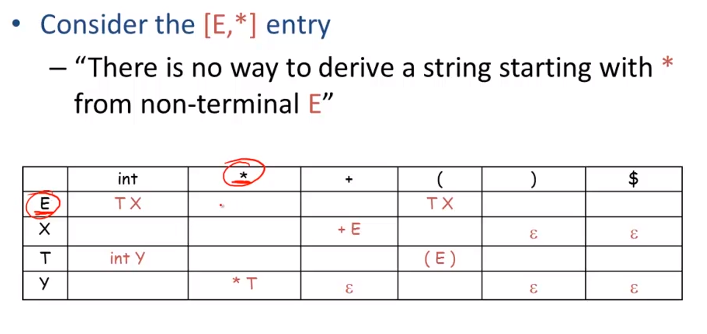 • Consider the [E,*] entry
– “There is no way to derive a string starting with *
from non-terminal E”
int * + ( ) $
E T X T X
X + E ε ε
T int Y ( E )
Y * T ε ε ε